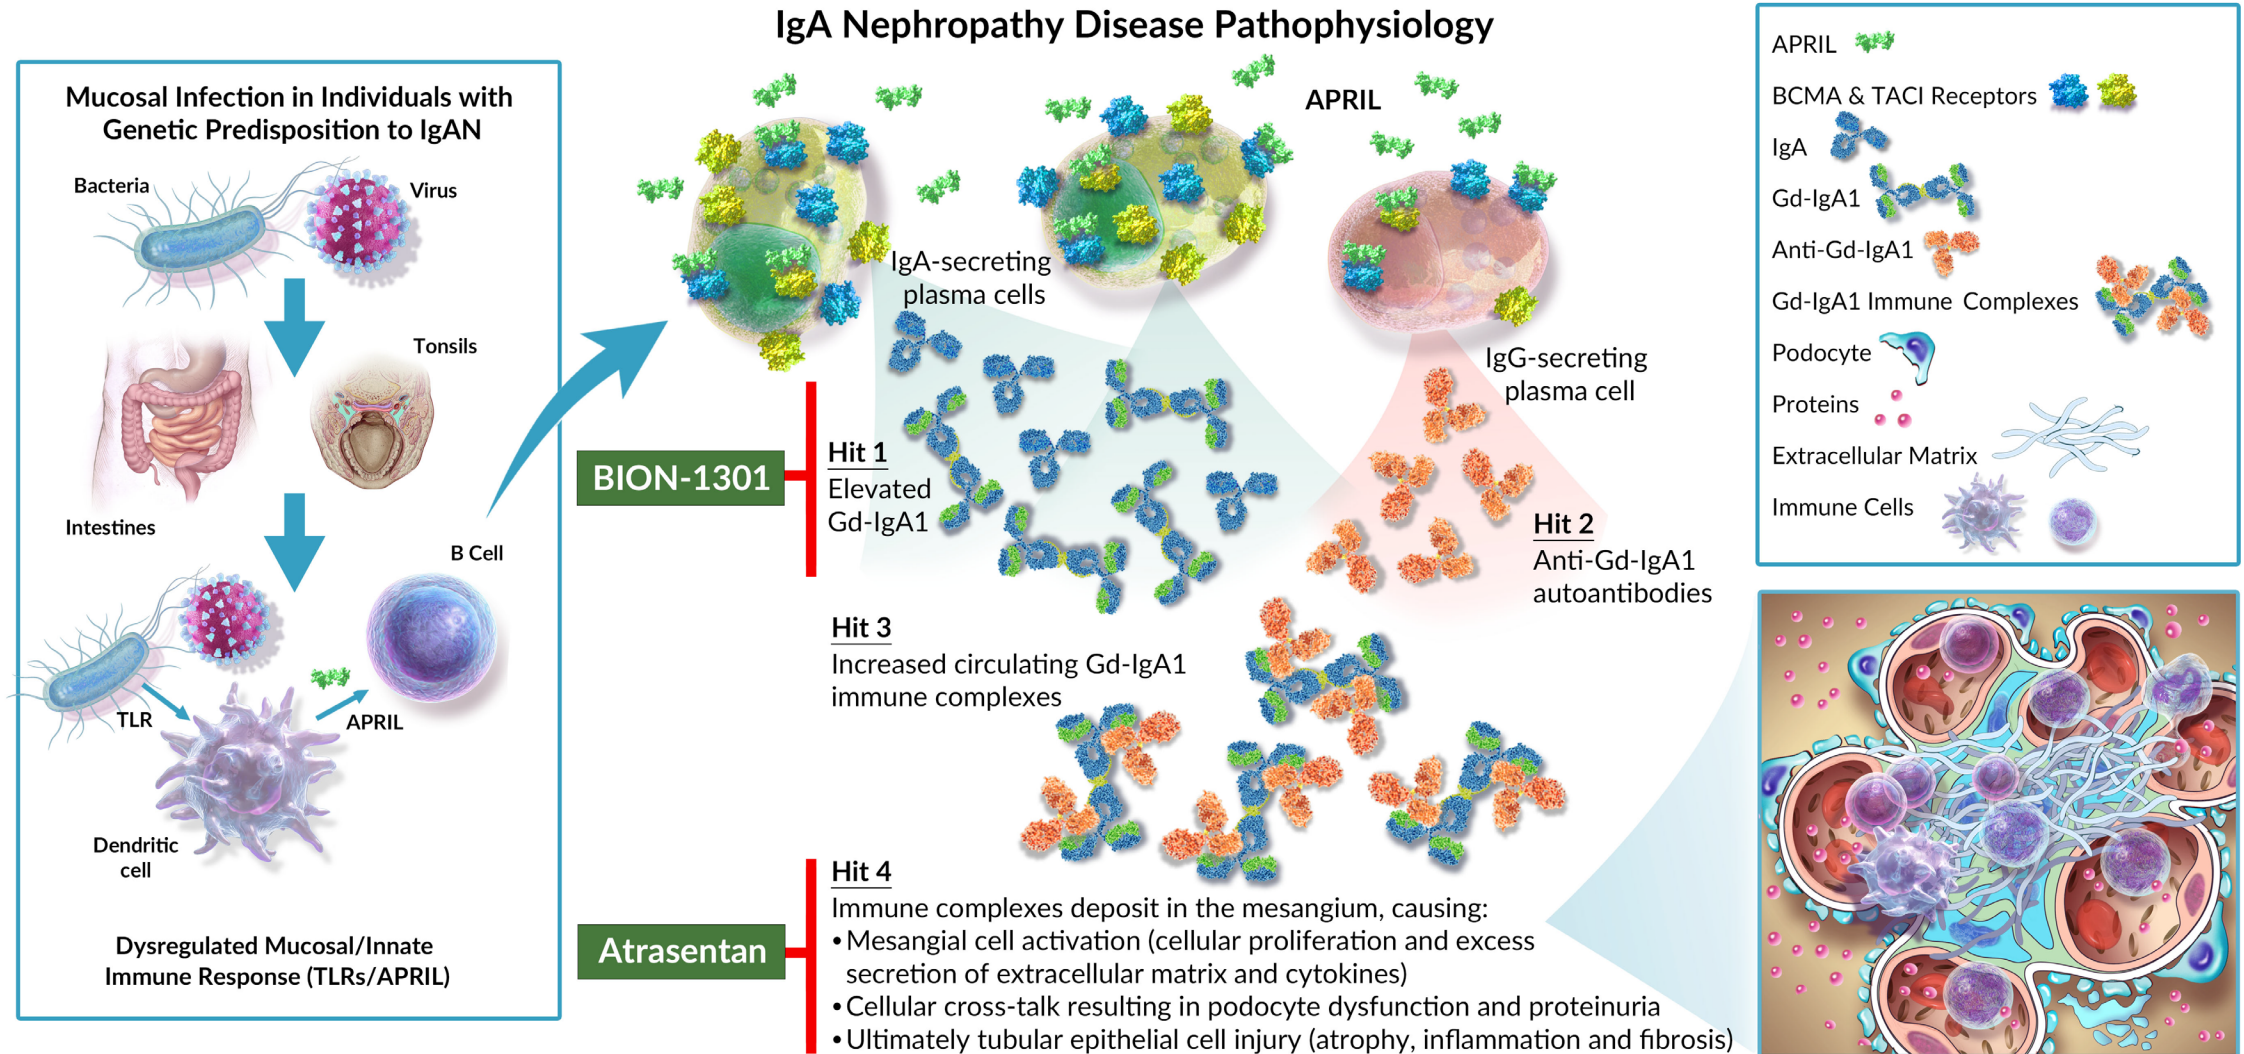 IgA Nephropathy Disease Pathophysiology
Mucosal Infection in Individuals with
Genetic Predisposition to IgAN
Bacteria
Virus
Tonsils
Intestines
B Cell
TLR
APRIL
Dendritic
cell
Dysregulated Mucosal/Innate
Immune Response (TLRs/APRIL)
APRIL
IgA-secreting
plasma cells
IgG-secreting
plasma cell
BION-1301
Hit 1
Elevated
Gd-IgA1
Hit 2
Anti-Gd-IgA1
autoantibodies
Hit 3
Increased circulating Gd-IgA1
immune complexes
Atrasentan
Hit 4
Immune complexes deposit in the mesangium, causing:
•Mesangial cell activation (cellular proliferation and excess
secretion of extracellular matrix and cytokines)
•Cellular cross-talk resulting in podocyte dysfunction and proteinuria
•Ultimately tubular epithelial cell injury (atrophy, inflammation and fibrosis)
APRIL
BCMA & TACI Receptors
IgA
Gd-IgA1
Anti-Gd-IgA1
Gd-IgA1 Immune Complexes
Podocyte
Proteins
Extracellular Matrix
Immune Cells